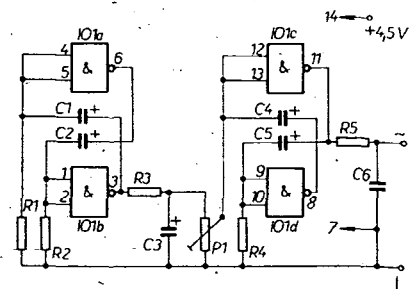 IO1a
IO1c
14
+4,5V
4
6
5
&
12
11
13
&
C1 +
C2 +
C4 +
C5 +
R5
~
1
3
2
&
R3
9
10
8
&
C6
IO1b
IO1d
R1
R2
C3 +
P1
R4
7
⊥